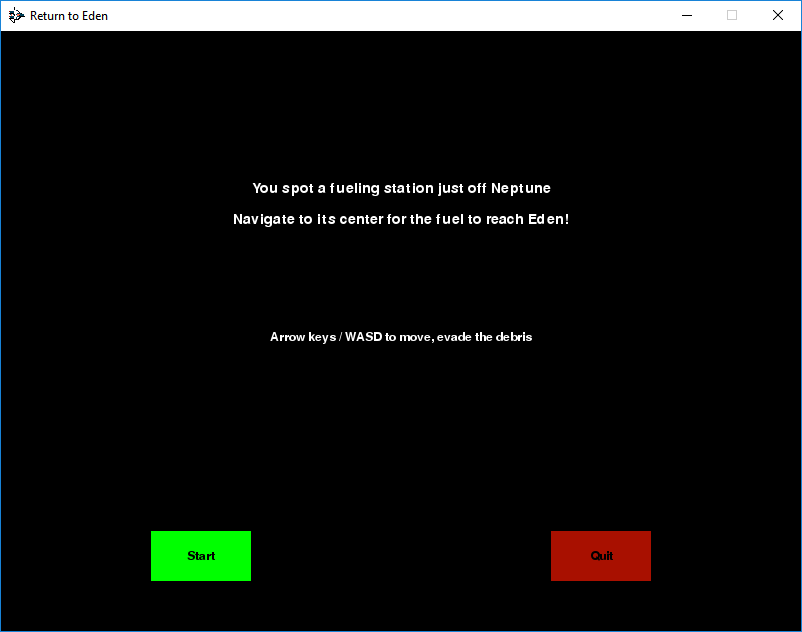 Return to Eden
You spot a fueling station just off Neptune
Navigate to its center for the fuel to reach Eden!
Arrow keys / WASD to move, evade the debris
Start
Quit